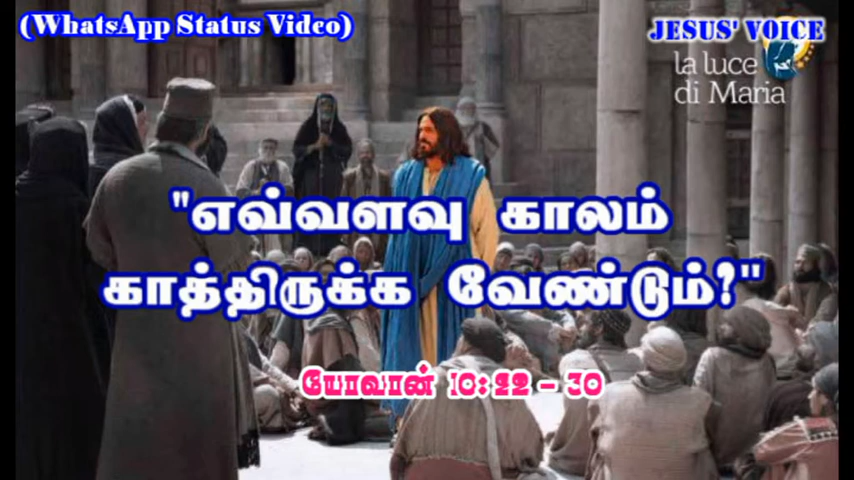 (WhatsApp Status Video)
JESUS' VOICE
la luce
di Maria
"எவ்வளவு காலம்
காத்திருக்க வேண்டும்?"
யோவான் 10:22 - 30